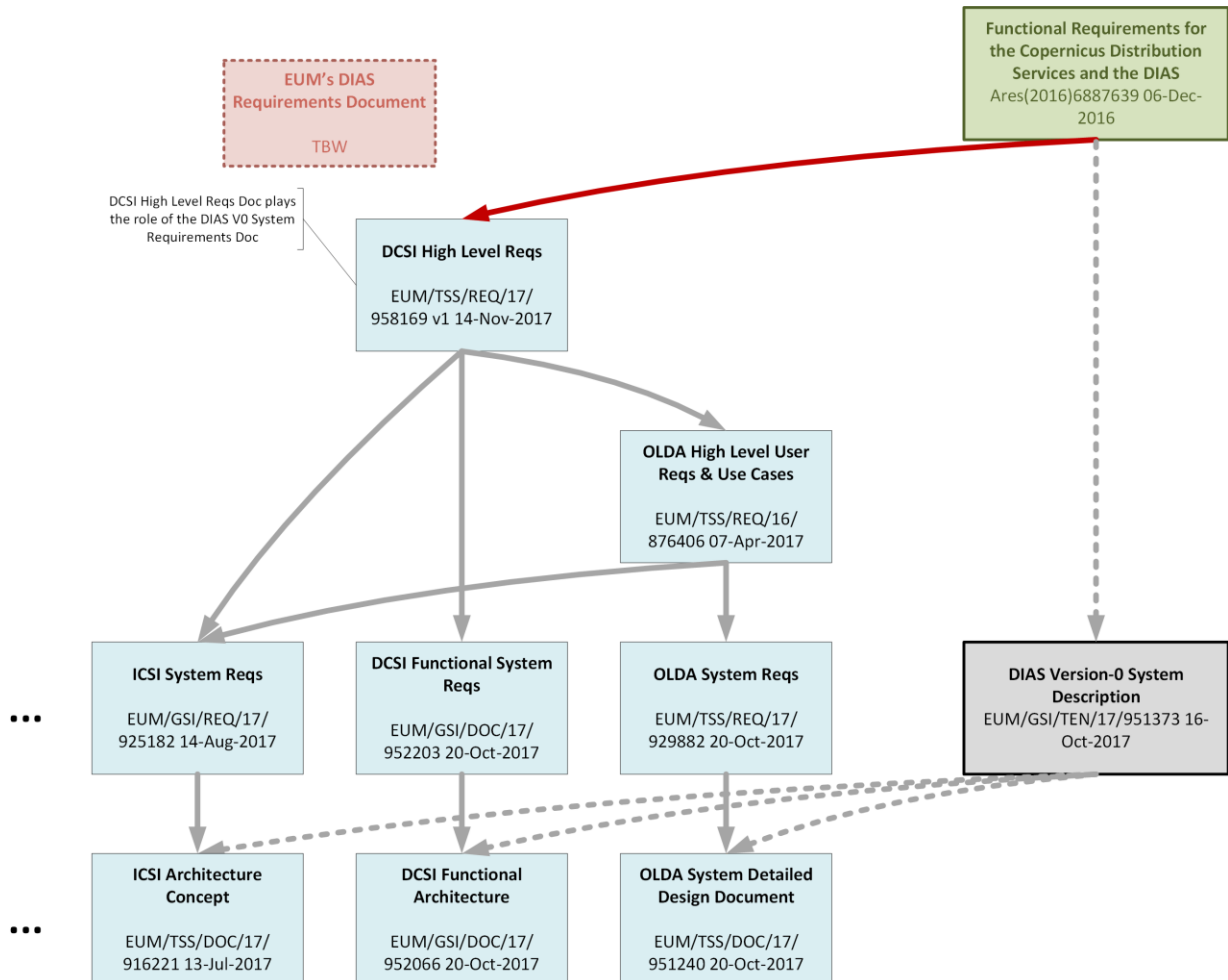 Functional Requirements for
the Copernicus Distribution
Services and the DIAS
Ares(2016)6887639 06-Dec-
2016
EUM's DIAS
Requirements Document
TBW
DCSI High Level Reqs Doc plays
the role of the DIAS V0 System
Requirements Doc
DCSI High Level Reqs
EUM/TSS/REQ/17/
958169 v1 14-Nov-2017
OLDA High Level User
Reqs & Use Cases
EUM/TSS/REQ/16/
876406 07-Apr-2017
...
ICSI System Reqs
EUM/GSI/REQ/17/
925182 14-Aug-2017
DCSI Functional System
Reqs
EUM/GSI/DOC/17/
952203 20-Oct-2017
OLDA System Reqs
EUM/TSS/REQ/17/
929882 20-Oct-2017
DIAS Version-0 System
Description
EUM/GSI/TEN/17/951373 16-
Oct-2017
...
ICSI Architecture
Concept
EUM/TSS/DOC/17/
916221 13-Jul-2017
DCSI Functional
Architecture
EUM/GSI/DOC/17/
952066 20-Oct-2017
OLDA System Detailed
Design Document
EUM/TSS/DOC/17/
951240 20-Oct-2017